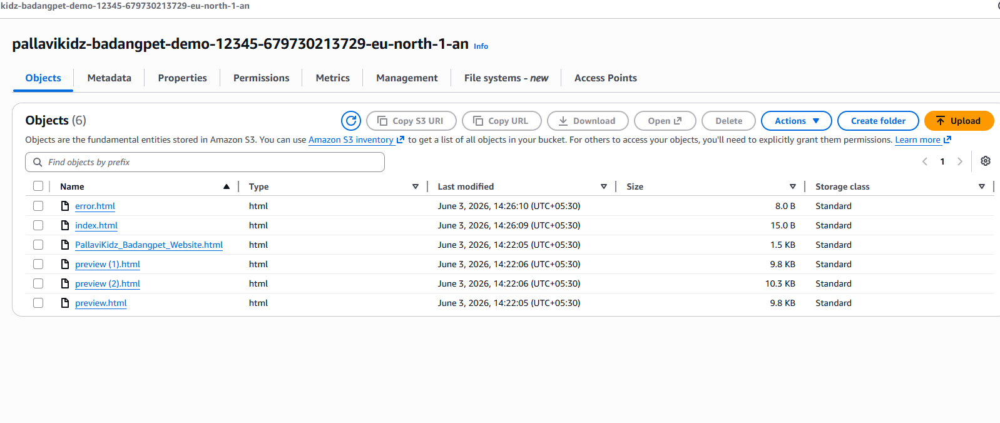 kidz-badangpet-demo-12345-679730213729-eu-north-1-an
pallavikidz-badangpet-demo-12345-679730213729-eu-north-1-an Info
Objects Metadata Properties Permissions Metrics Management File systems - new Access Points
Objects (6) Copy S3 URI Copy URL Download Open Delete Actions Create folder Upload
Objects are the fundamental entities stored in Amazon S3. You can use Amazon S3 inventory to get a list of all objects in your bucket. For others to access your objects, you'll need to explicitly grant them permissions. Learn more
Find objects by prefix 1
Name Type Last modified Size Storage class
error.html html June 3, 2026, 14:26:10 (UTC+05:30) 8.0 B Standard
index.html html June 3, 2026, 14:26:09 (UTC+05:30) 15.0 B Standard
PallaviKidz_Badangpet_Website.html html June 3, 2026, 14:22:05 (UTC+05:30) 1.5 KB Standard
preview (1).html html June 3, 2026, 14:22:06 (UTC+05:30) 9.8 KB Standard
preview (2).html html June 3, 2026, 14:22:06 (UTC+05:30) 10.3 KB Standard
preview.html html June 3, 2026, 14:22:05 (UTC+05:30) 9.8 KB Standard